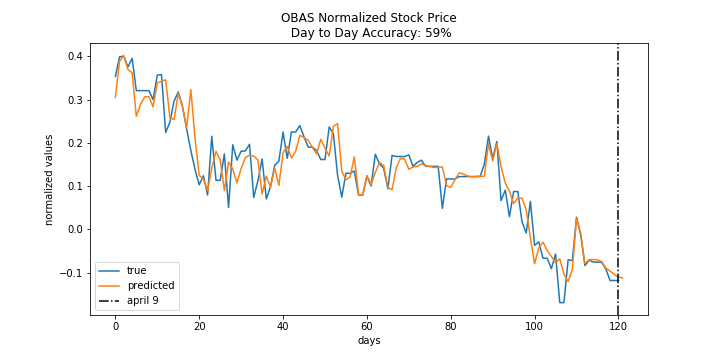 OBAS Normalized Stock Price
Day to Day Accuracy: 59%
normalized values
0.4
0.3
0.2
0.1
0.0
−0.1
true
predicted
april 9
0
20
40
60
80
100
120
days